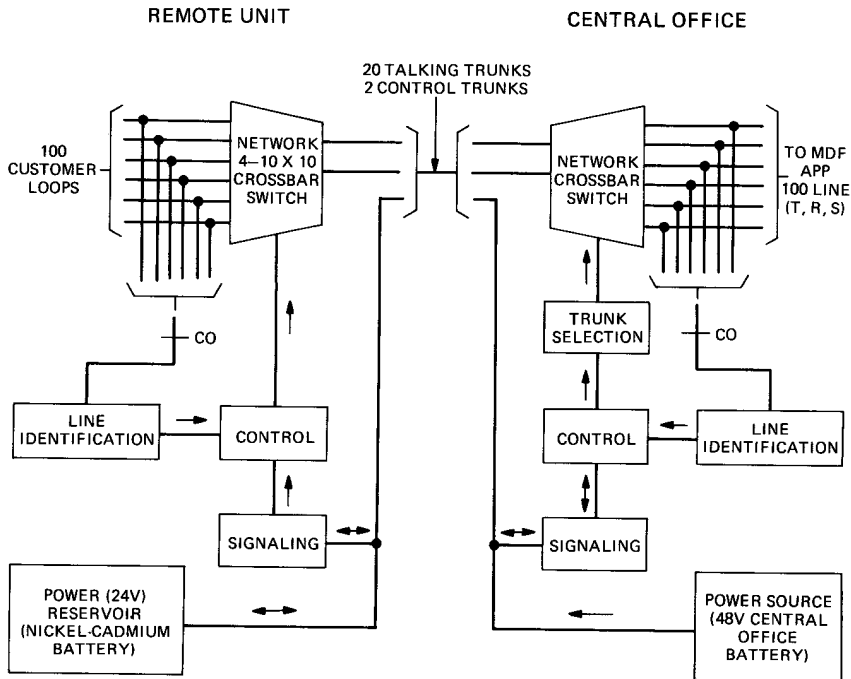 REMOTE UNIT
CENTRAL OFFICE
20 TALKING TRUNKS
2 CONTROL TRUNKS
100
CUSTOMER
LOOPS
NETWORK
4–10 X 10
CROSSBAR
SWITCH
NETWORK
CROSSBAR
SWITCH
TO MDF
APP
100 LINE
(T, R, S)
CO
TRUNK
SELECTION
CO
LINE
IDENTIFICATION
CONTROL
CONTROL
LINE
IDENTIFICATION
SIGNALING
SIGNALING
POWER (24V)
RESERVOIR
(NICKEL-CADMIUM
BATTERY)
POWER SOURCE
(48V CENTRAL
OFFICE
BATTERY)